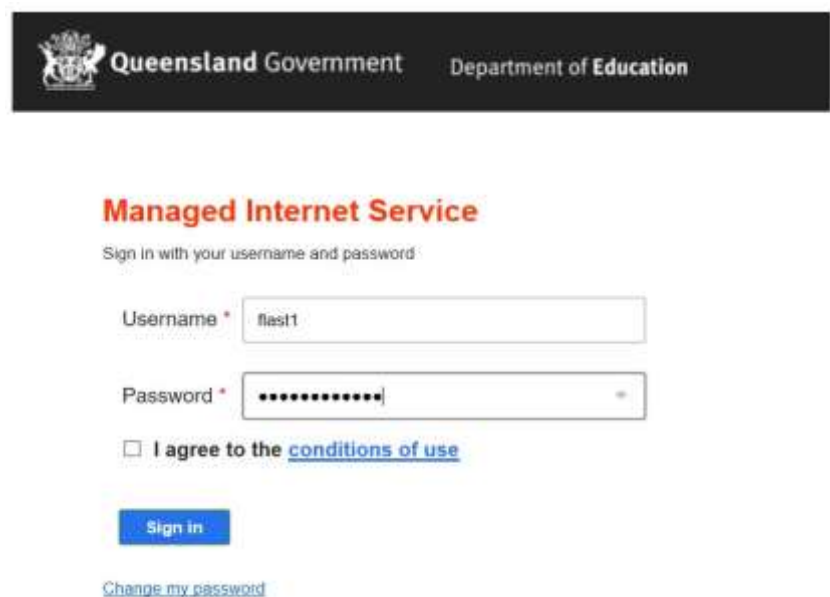 Queensland Government Department of Education
Managed Internet Service
Sign in with your username and password
Username * flast1
Password * ••••••••••••
I agree to the conditions of use
Sign in
Change my password